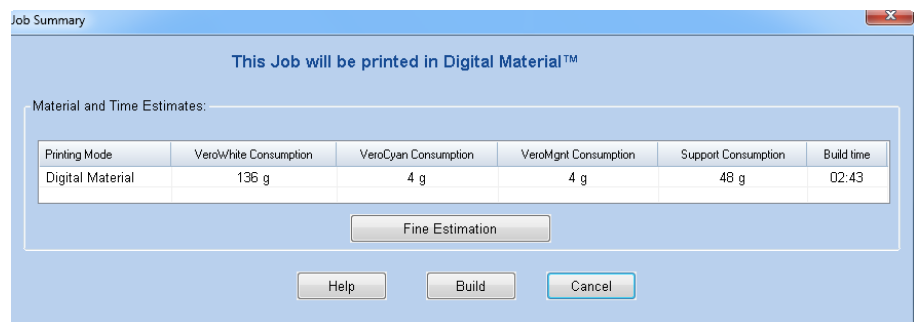 Job Summary
This Job will be printed in Digital Material™
Material and Time Estimates:
Printing Mode VeroWhite Consumption VeroCyan Consumption VeroMgnt Consumption Support Consumption Build time
Digital Material 136 g 4 g 4 g 48 g 02:43
Fine Estimation
Help Build Cancel